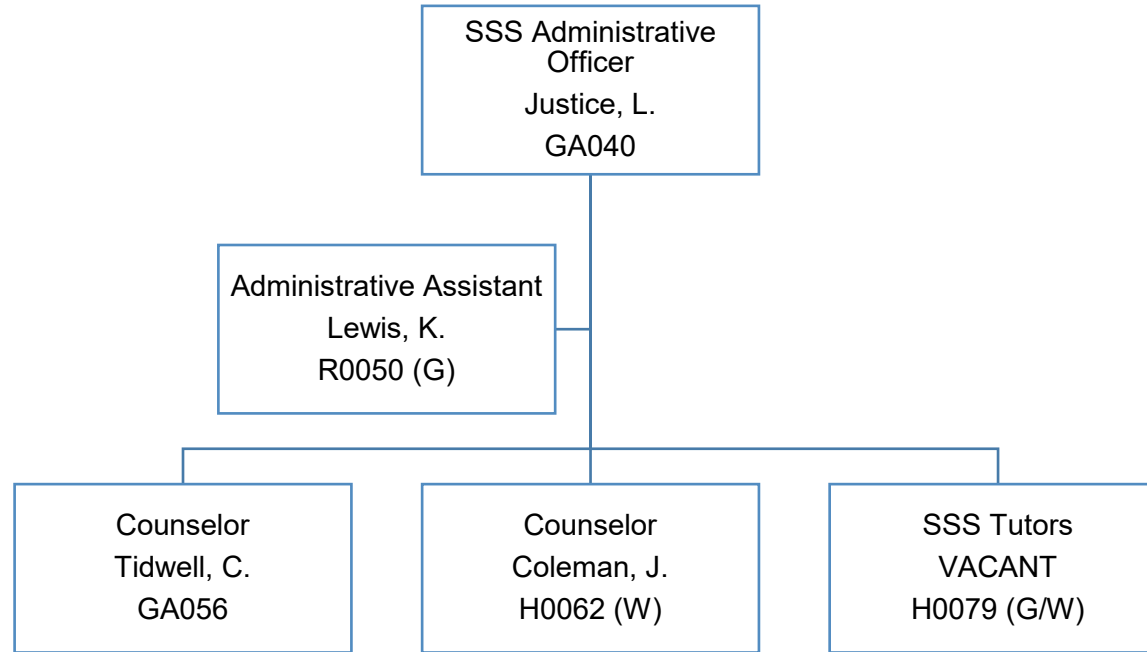 SSS Administrative
Officer
Justice, L.
GA040
Administrative Assistant
Lewis, K.
R0050 (G)
Counselor
Tidwell, C.
GA056
Counselor
Coleman, J.
H0062 (W)
SSS Tutors
VACANT
H0079 (G/W)